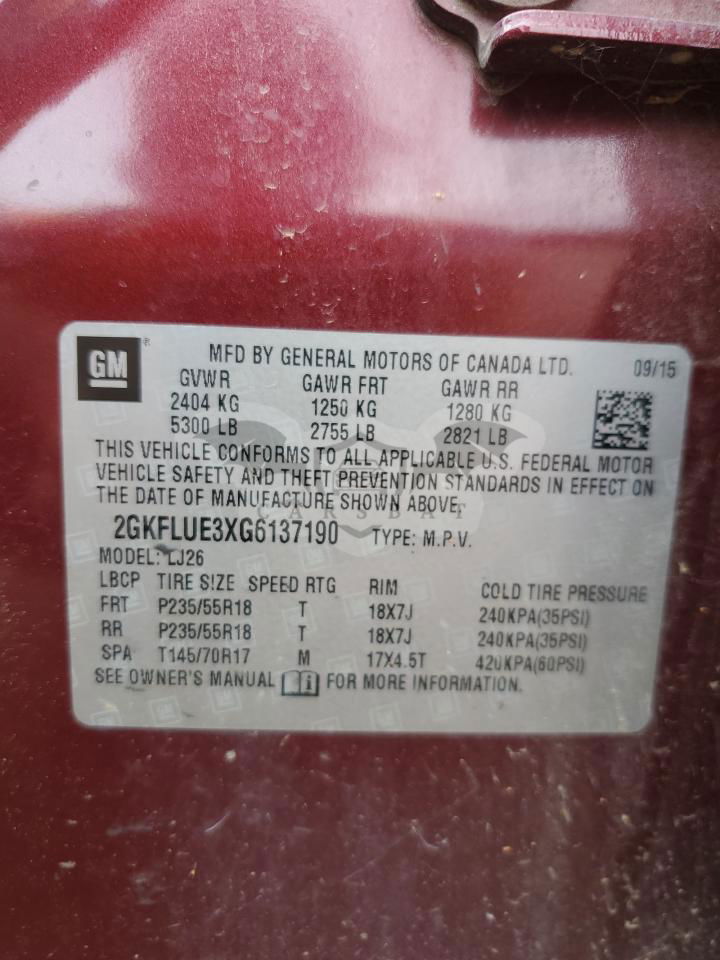 GM ® MFD BY GENERAL MOTORS OF CANADA LTD. 09/15
GVWR GAWR FRT GAWR RR
2404 KG 1250 KG 1280 KG
5300 LB 2755 LB 2821 LB
THIS VEHICLE CONFORMS TO ALL APPLICABLE U.S. FEDERAL MOTOR
VEHICLE SAFETY AND THEFT PREVENTION STANDARDS IN EFFECT ON
THE DATE OF MANUFACTURE SHOWN ABOVE.
CARSBAT
2GKFLUE3XG6137190 TYPE: M.P.V.
MODEL: LJ26
LBCP TIRE SIZE SPEED RTG RIM COLD TIRE PRESSURE
FRT P235/55R18 T 18X7J 240KPA(35PSI)
RR P235/55R18 T 18X7J 240KPA(35PSI)
SPA T145/70R17 M 17X4.5T 420KPA(60PSI)
SEE OWNER'S MANUAL FOR MORE INFORMATION.